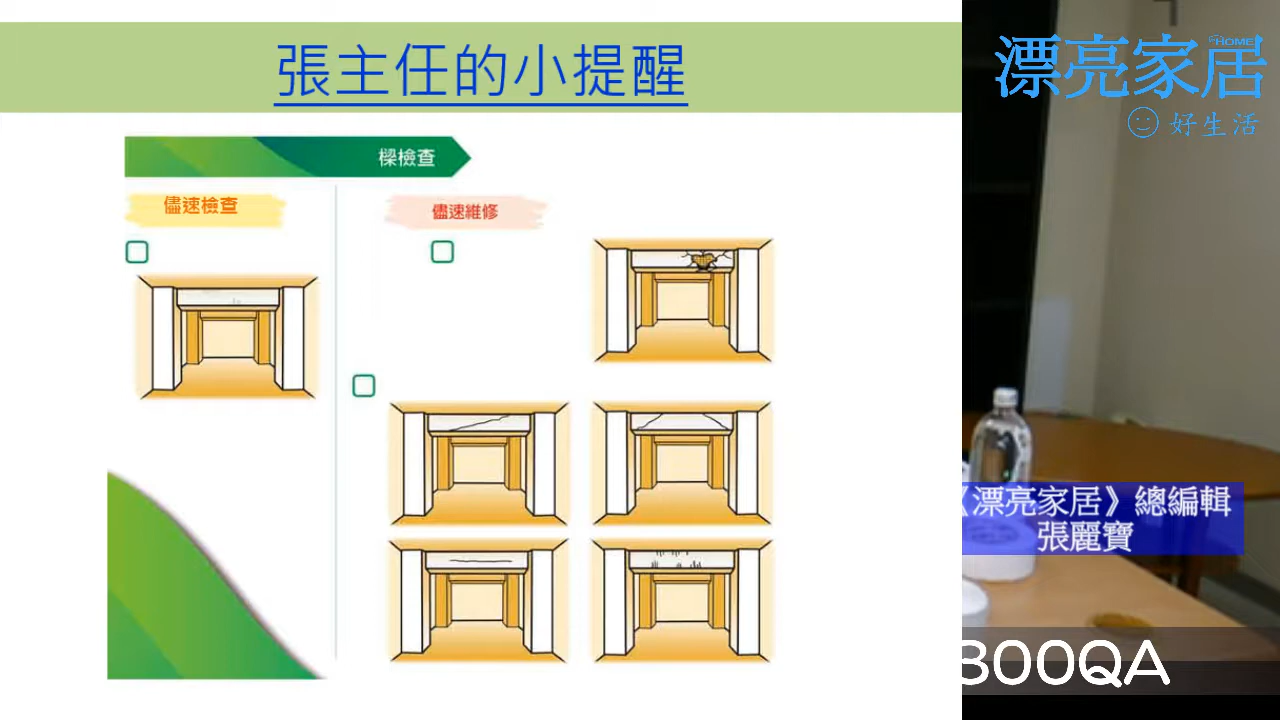 張主任的小提醒
樑檢查
儘速檢查
儘速維修
漂亮家居
HOME
好生活
《漂亮家居》總編輯
張麗寶
300QA